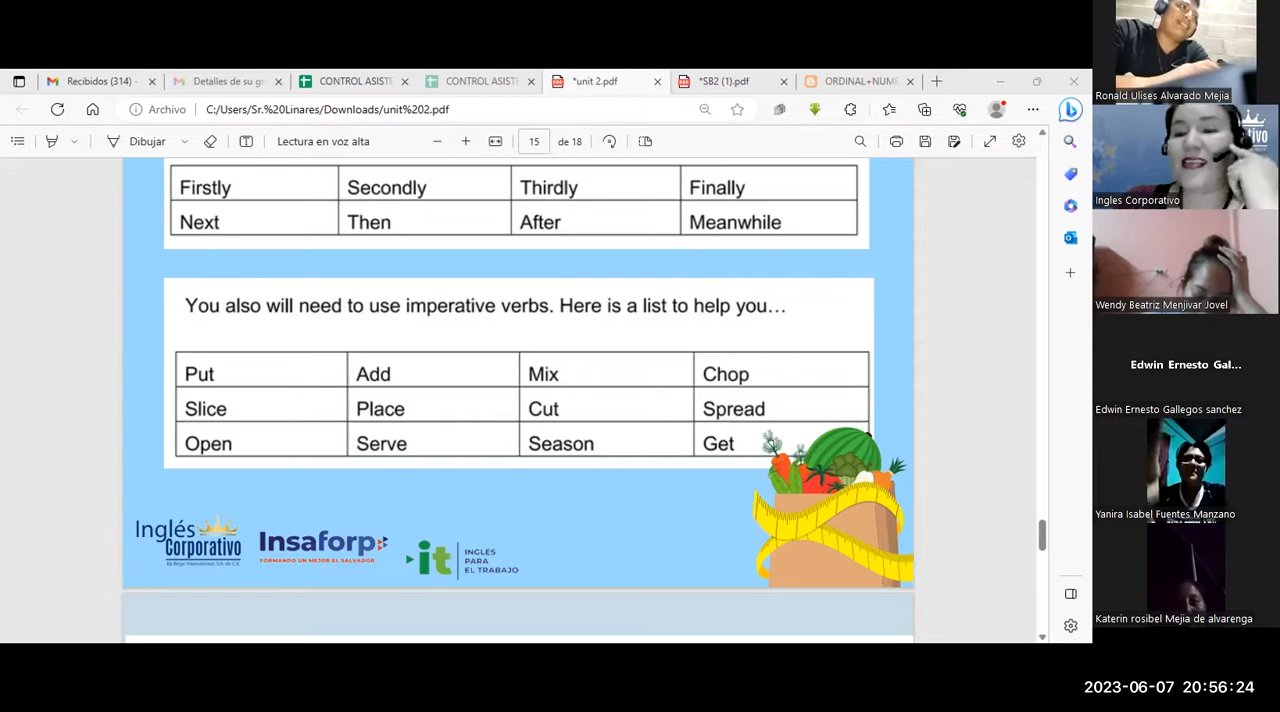 Ronald Ulises Alvarado Mejia
Recibidos (314) -
Detalles de su gr
CONTROL ASISTE
CONTROL ASISTE
*unit 2.pdf
*SB2 (1).pdf
ORDINAL+NUME
Archivo
C:/Users/Sr.%20Linares/Downloads/unit%202.pdf
Dibujar
Lectura en voz alta
15
de 18
Firstly Secondly Thirdly Finally
Next Then After Meanwhile
You also will need to use imperative verbs. Here is a list to help you…
Put Add Mix Chop
Slice Place Cut Spread
Open Serve Season Get
Inglés
Corporativo
Insaforp
FORMANDO UN MEJOR EL SALVADOR
it
INGLÉS
PARA
EL TRABAJO
Ingles Corporativo
Wendy Beatriz Menjivar Jovel
Edwin Ernesto Gal...
Edwin Ernesto Gallegos sanchez
Yanira Isabel Fuentes Manzano
Katerin rosibel Mejia de alvarenga
2023-06-07 20:56:24